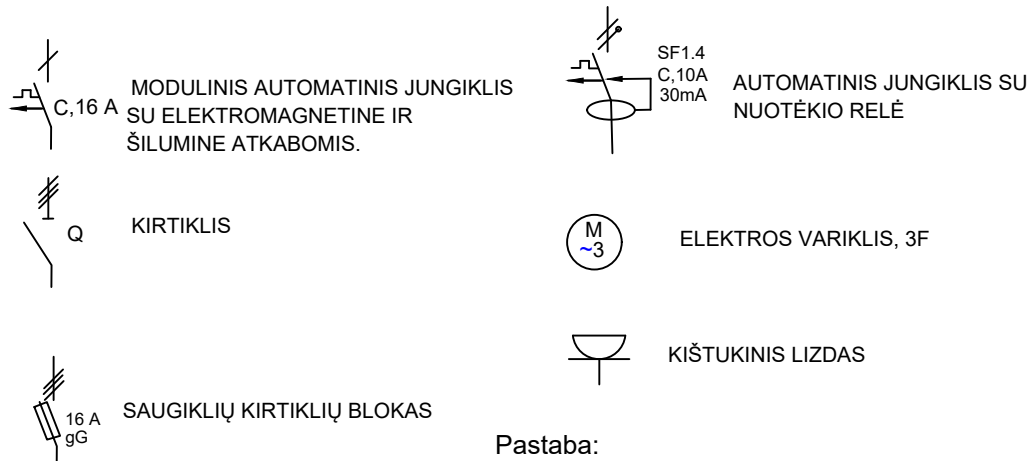 C,16 A
MODULINIS AUTOMATINIS JUNGIKLIS
SU ELEKTROMAGNETINE IR
ŠILUMINE ATKABOMIS.
SF1.4
C,10A
30mA
AUTOMATINIS JUNGIKLIS SU
NUOTĖKIO RELĖ
Q
KIRTIKLIS
M
~3
ELEKTROS VARIKLIS, 3F
KIŠTUKINIS LIZDAS
16 A
gG
SAUGIKLIŲ KIRTIKLIŲ BLOKAS
Pastaba: